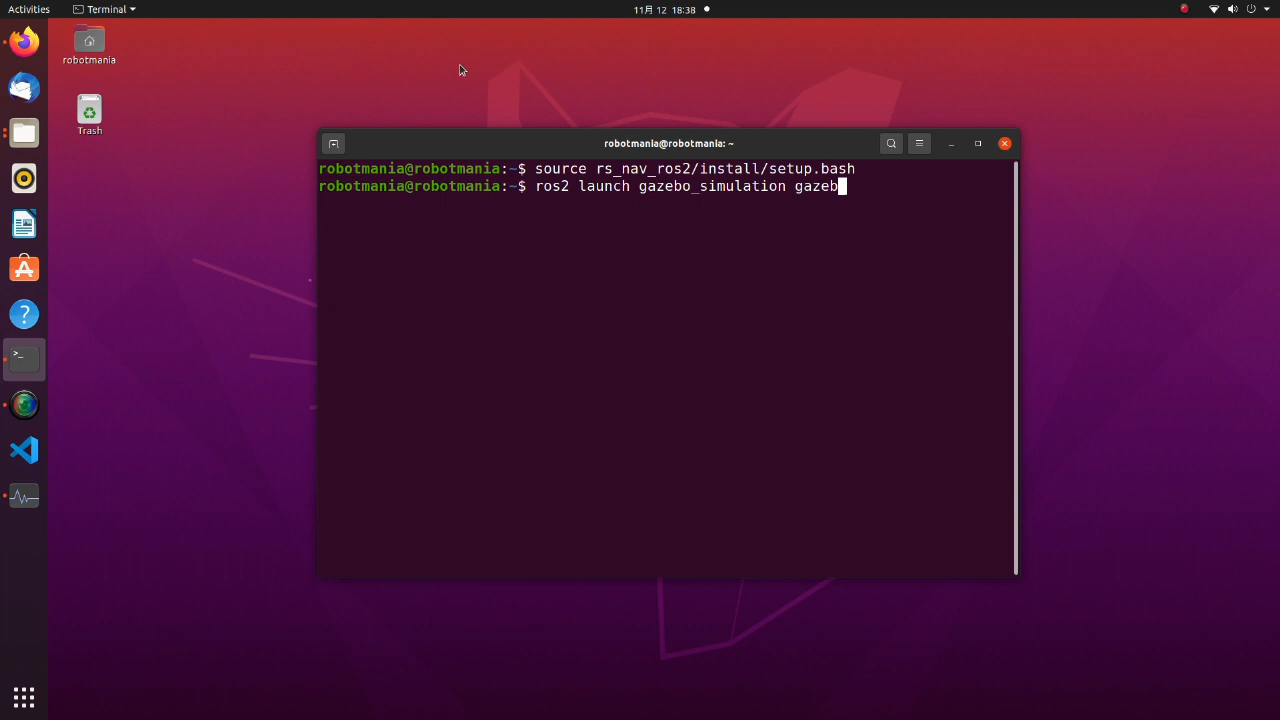 Activities
Terminal
11月 12 18:38
robotmania
Trash
robotmania@robotmania: ~
robotmania@robotmania:~$ source rs_nav_ros2/install/setup.bash
robotmania@robotmania:~$ ros2 launch gazebo_simulation gazeb